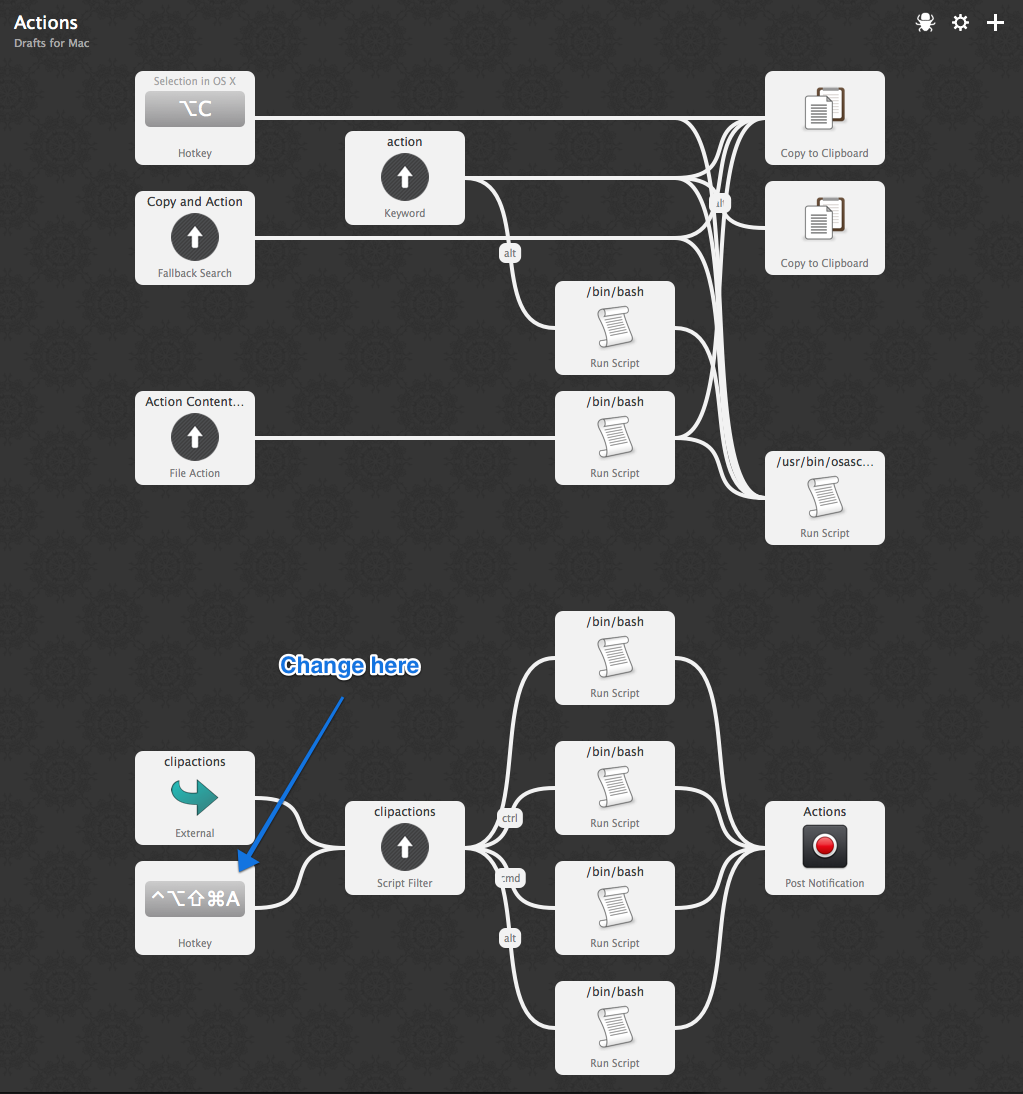 Actions
Drafts for Mac
Selection in OS X
⌥C
Hotkey
action
Keyword
Copy to Clipboard
Copy and Action
Fallback Search
alt
alt
Copy to Clipboard
/bin/bash
Run Script
Action Content...
File Action
/bin/bash
Run Script
/usr/bin/osasc...
Run Script
/bin/bash
Run Script
Change here
clipactions
External
/bin/bash
Run Script
ctrl
clipactions
Script Filter
Actions
Post Notification
^⌥⇧⌘A
Hotkey
cmd
/bin/bash
Run Script
alt
/bin/bash
Run Script